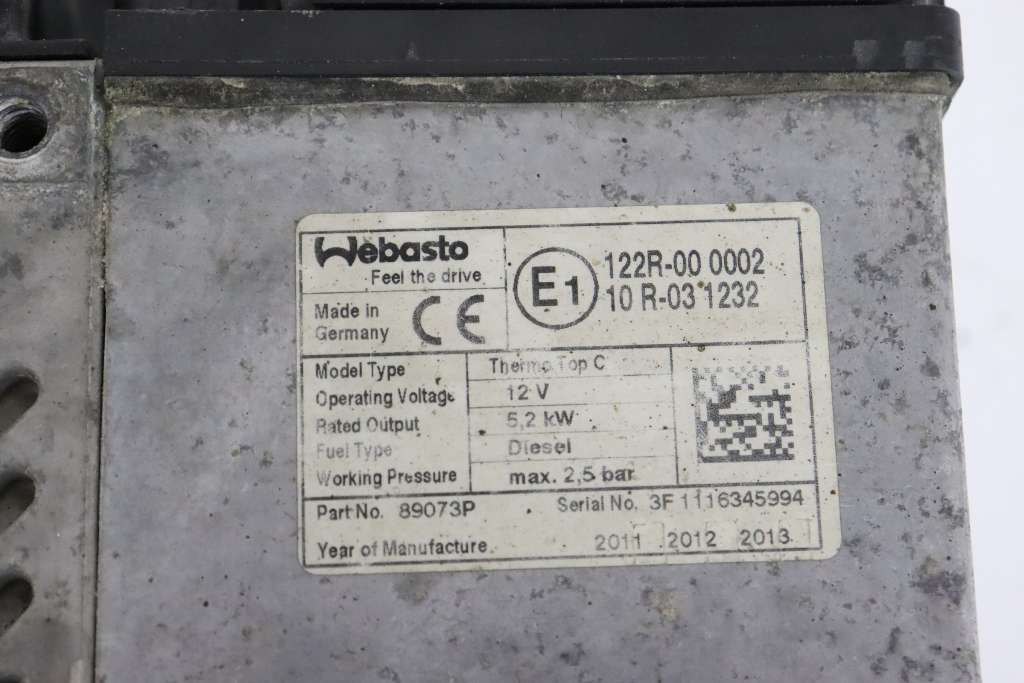 Webasto
Feel the drive
Made in
Germany
CE
E1
122R-00 0002
10 R-03 1232
Model Type Thermo Top C
Operating Voltage 12 V
Rated Output 5,2 kW
Fuel Type Diesel
Working Pressure max. 2,5 bar
Part No. 89073P Serial No. 3F1116345994
Year of Manufacture 2011 2012 2013